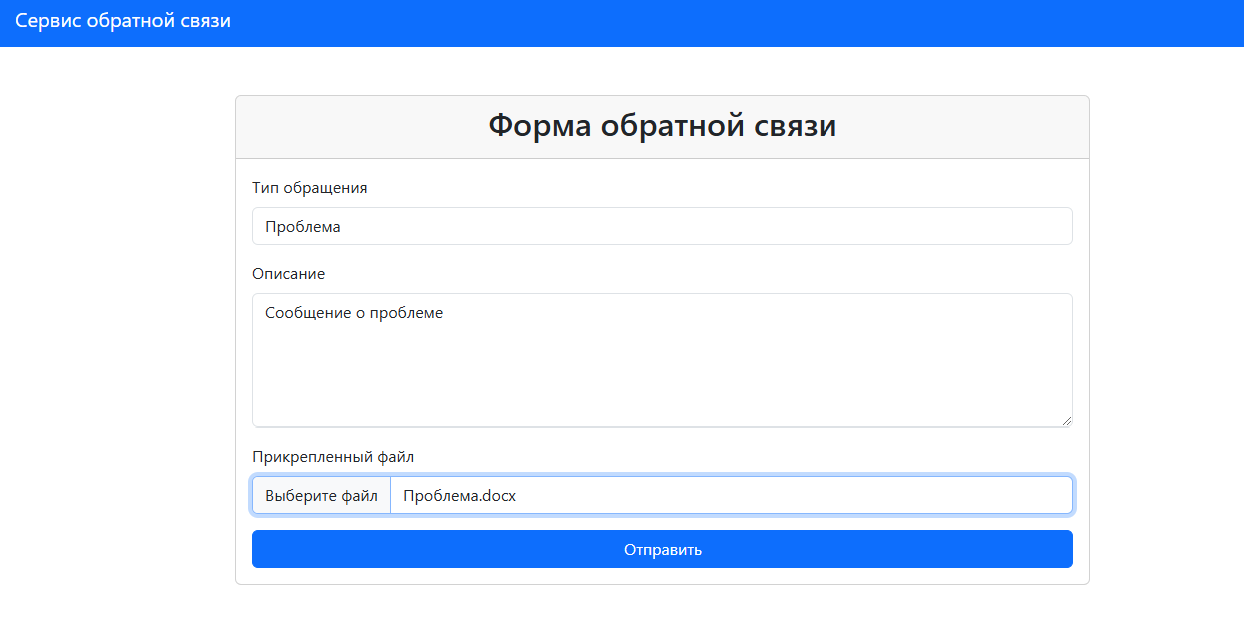 Сервис обратной связи
Форма обратной связи
Тип обращения
Проблема
Описание
Сообщение о проблеме
Прикрепленный файл
Выберите файл Проблема.docx
Отправить